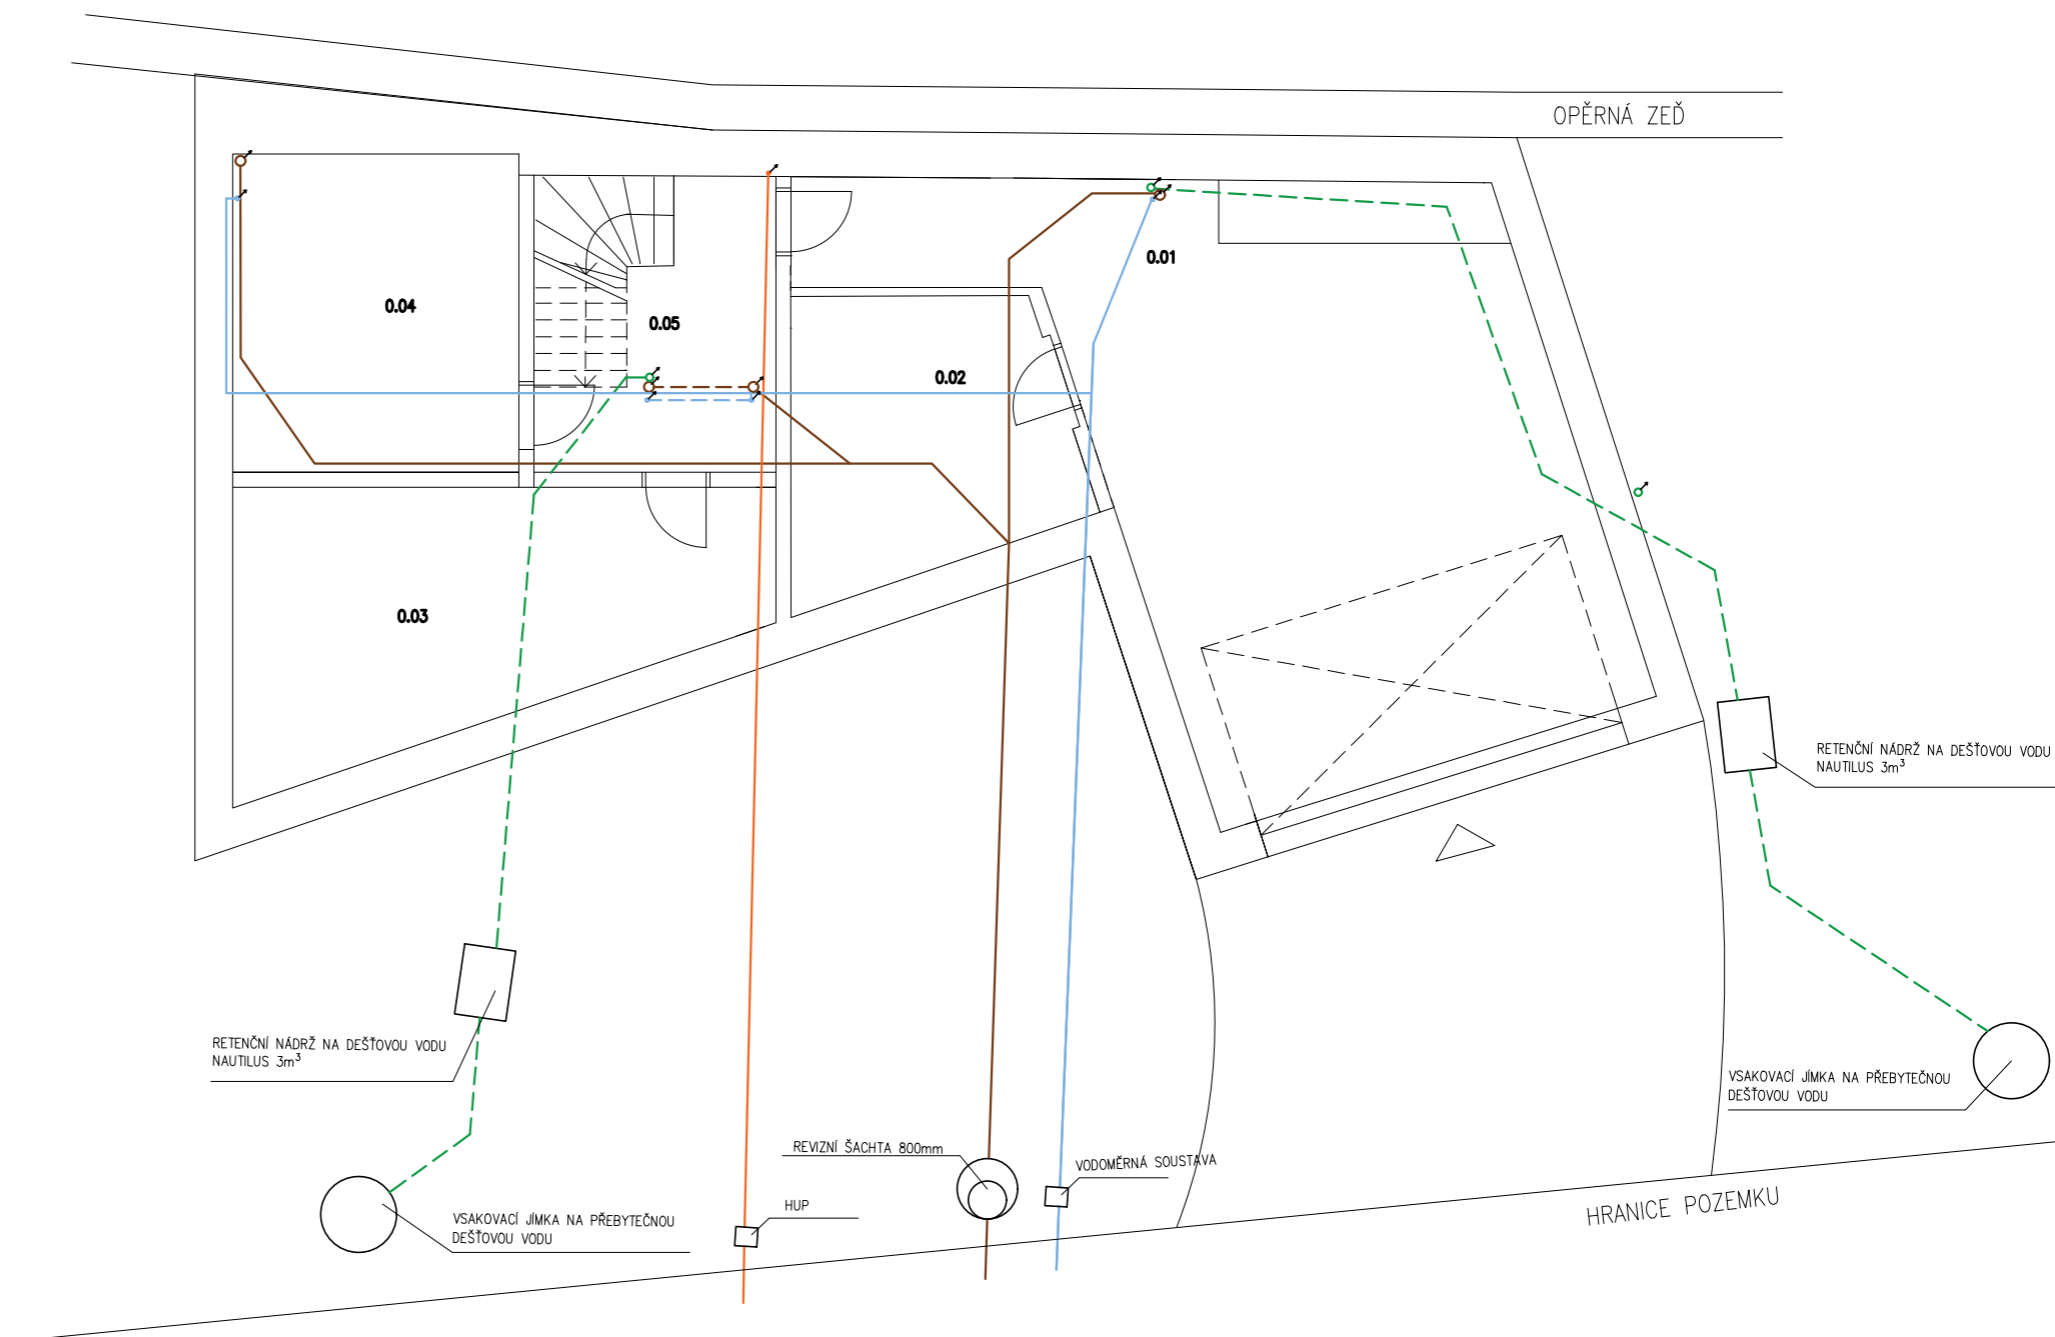 OPĚRNÁ ZEĎ
0.01
0.04
0.05
0.02
0.03
RETENČNÍ NÁDRŽ NA DEŠŤOVOU VODU
NAUTILUS 3m³
RETENČNÍ NÁDRŽ NA DEŠŤOVOU VODU
NAUTILUS 3m³
VSAKOVACÍ JÍMKA NA PŘEBYTEČNOU
DEŠŤOVOU VODU
REVIZNÍ ŠACHTA 800mm
VODOMĚRNÁ SOUSTAVA
HUP
HRANICE POZEMKU
VSAKOVACÍ JÍMKA NA PŘEBYTEČNOU
DEŠŤOVOU VODU